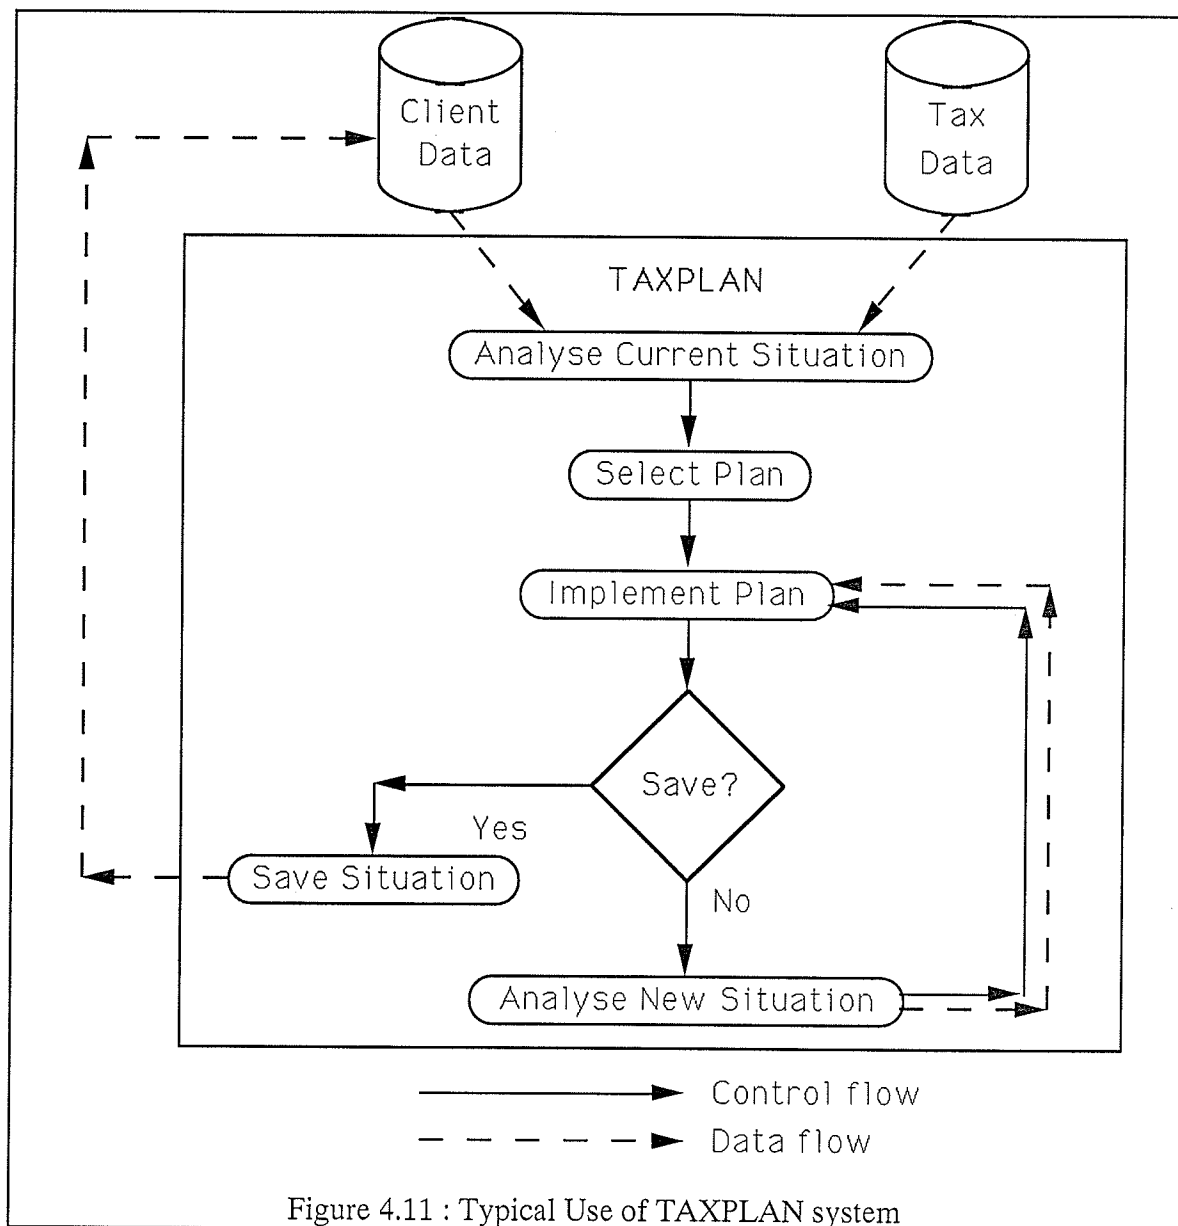 Client
Data
Tax
Data
TAXPLAN
Analyse Current Situation
Select Plan
Implement Plan
Save?
Yes
Save Situation
No
Analyse New Situation
Control flow
Data flow
Figure 4.11 : Typical Use of TAXPLAN system